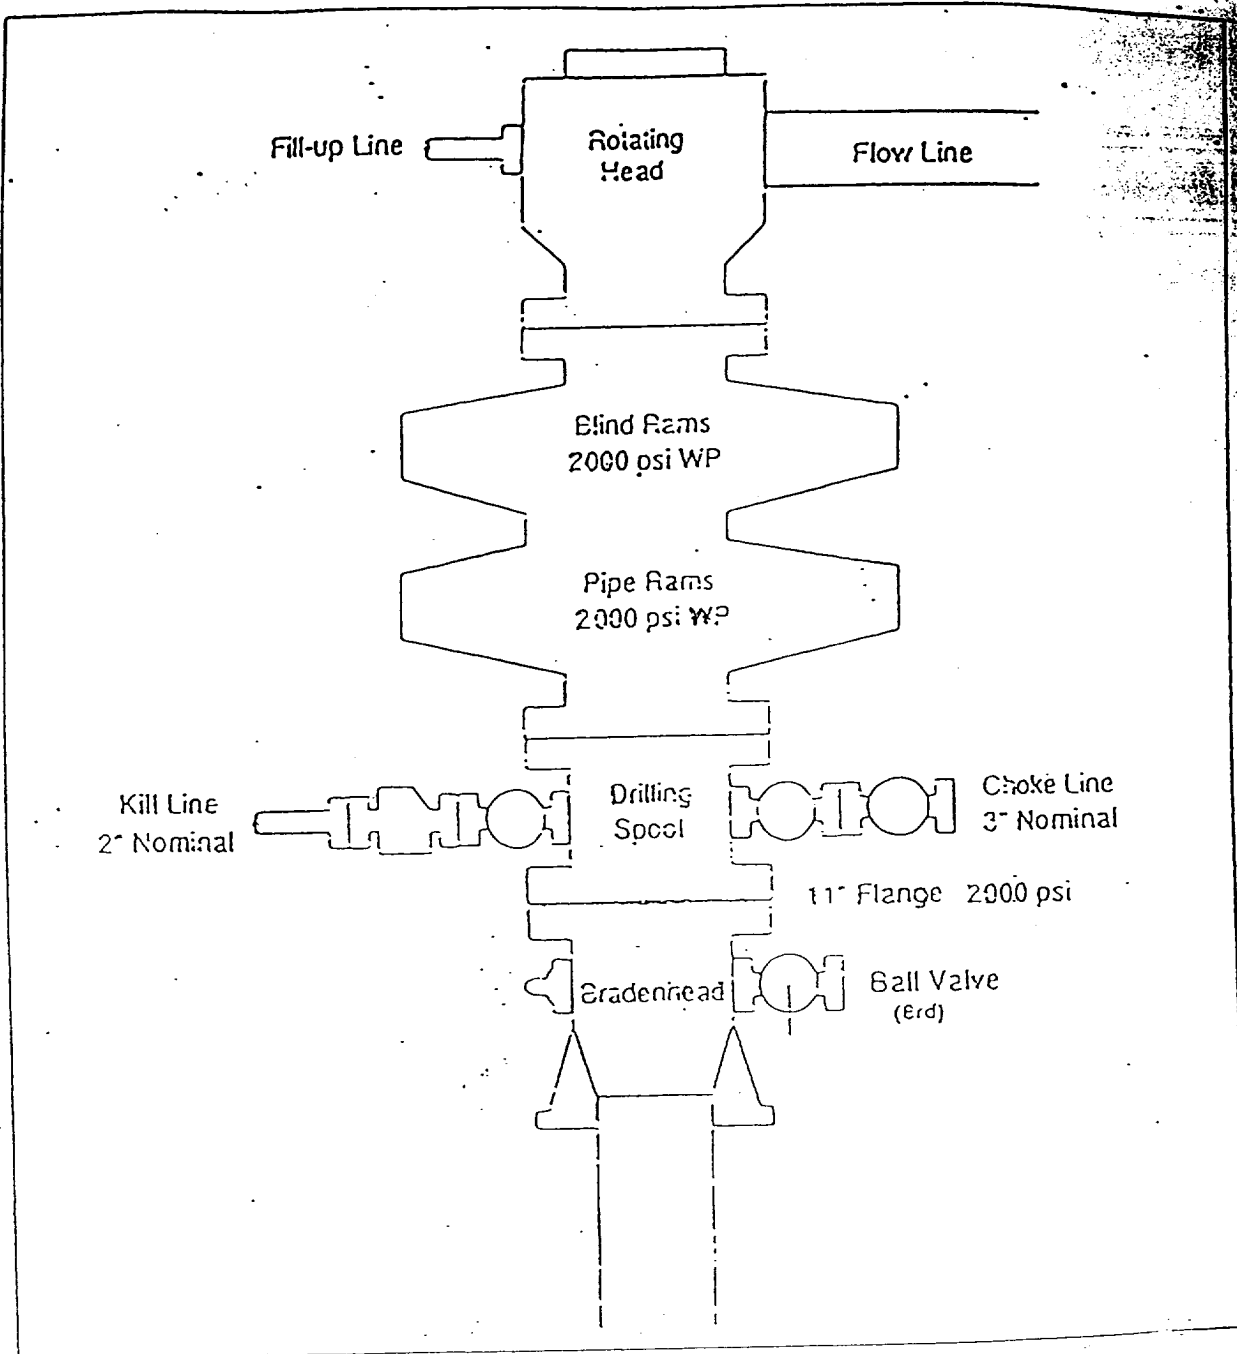 Fill-up Line
Rotating
Head
Flow Line
Blind Rams
2000 psi WP
Pipe Rams
2000 psi WP
Kill Line
2" Nominal
Drilling
Spool
Choke Line
3" Nominal
11" Flange 2000 psi
Bradenhead
Ball Valve